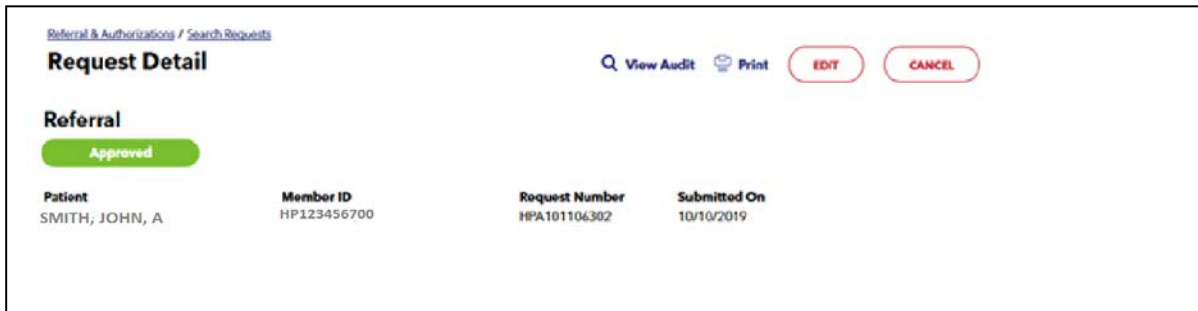 Referral & Authorizations / Search Requests
Request Detail
View Audit Print EDIT CANCEL
Referral
Approved
Patient Member ID Request Number Submitted On
SMITH, JOHN, A HP123456700 HPA101106302 10/10/2019